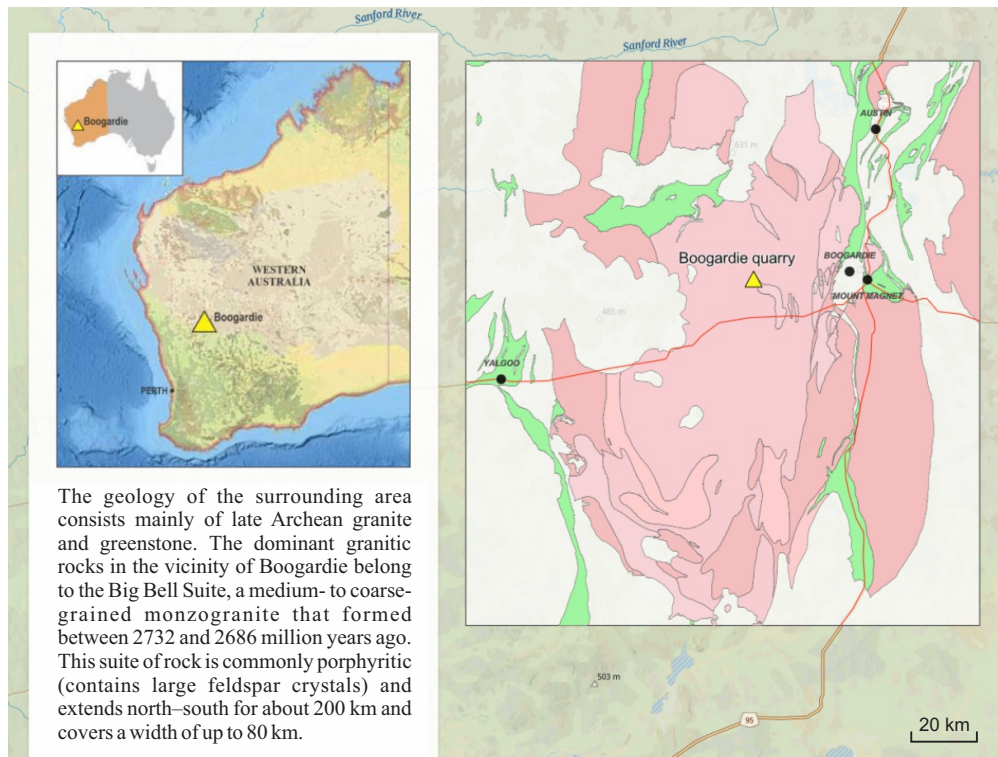 Sanford River
Sanford River
Boogardie
WESTERN
AUSTRALIA
Boogardie
PERTH
The geology of the surrounding area
consists mainly of late Archean granite
and greenstone. The dominant granitic
rocks in the vicinity of Boogardie belong
to the Big Bell Suite, a medium- to coarse-
grained monzogranite that formed
between 2732 and 2686 million years ago.
This suite of rock is commonly porphyritic
(contains large feldspar crystals) and
extends north–south for about 200 km and
covers a width of up to 80 km.
AUSTIN
631 m
Boogardie quarry
BOOGARDIE
MOUNT MAGNET
485 m
YALGOO
503 m
95
20 km